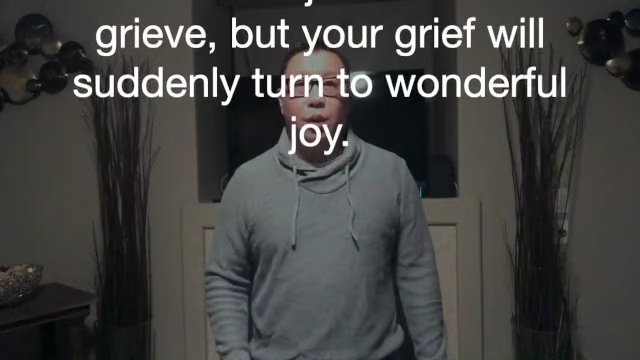 grieve, but your grief will
suddenly turn to wonderful
joy.